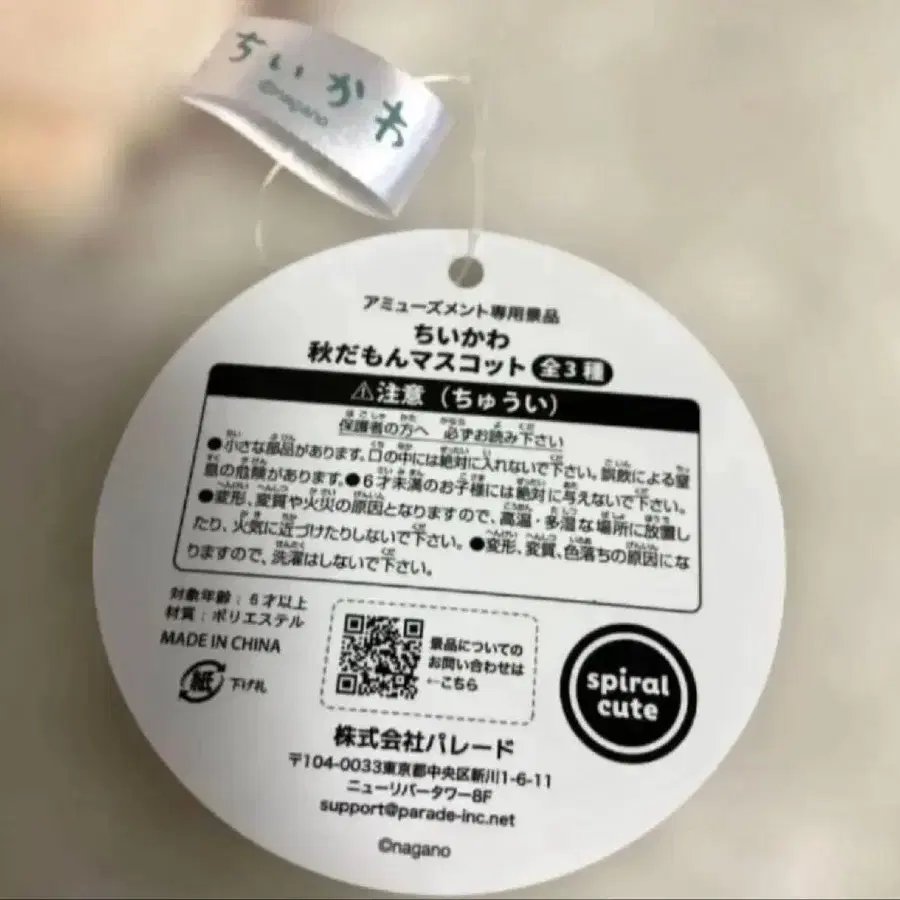 ちいかわ
©nagano
アミューズメント専用景品
ちいかわ
秋だもんマスコット 全3種
⚠注意（ちゅうい）
保護者の方へ 必ずお読み下さい
●小さな部品があります。口の中には絶対に入れないで下さい。誤飲による窒
息の危険があります。●6才未満のお子様には絶対に与えないで下さい。
●変形、変質や火災の原因となりますので、高温・多湿な場所に放置し
たり、火気に近づけたりしないで下さい。●変形、変質、色落ちの原因にな
りますので、洗濯はしないで下さい。
対象年齢：6才以上
材質：ポリエステル
MADE IN CHINA
紙 下げ札
景品についての
お問い合わせは
←こちら
spiral
cute
株式会社パレード
〒104-0033東京都中央区新川1-6-11
ニューリバータワー8F
support@parade-inc.net
©nagano